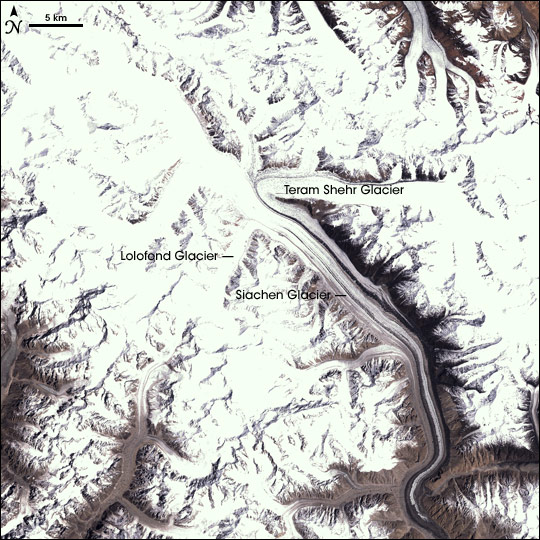 5 km
N
Teram Shehr Glacier
Lolofond Glacier
Siachen Glacier